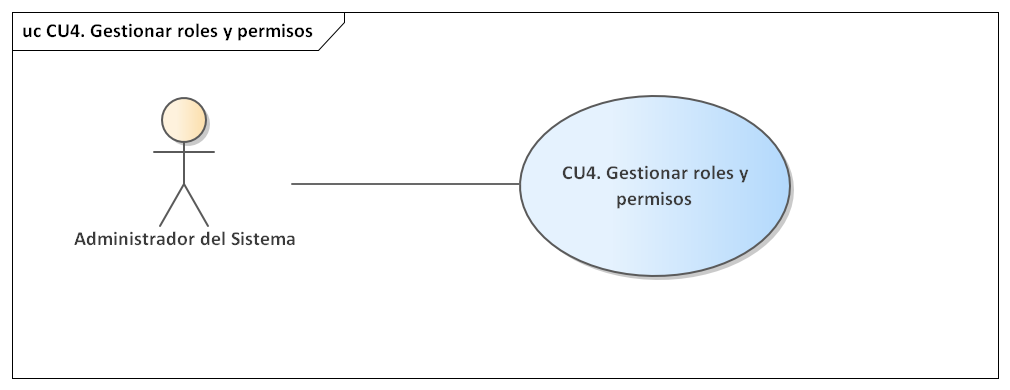 uc CU4. Gestionar roles y permisos
CU4. Gestionar roles y
permisos
Administrador del Sistema